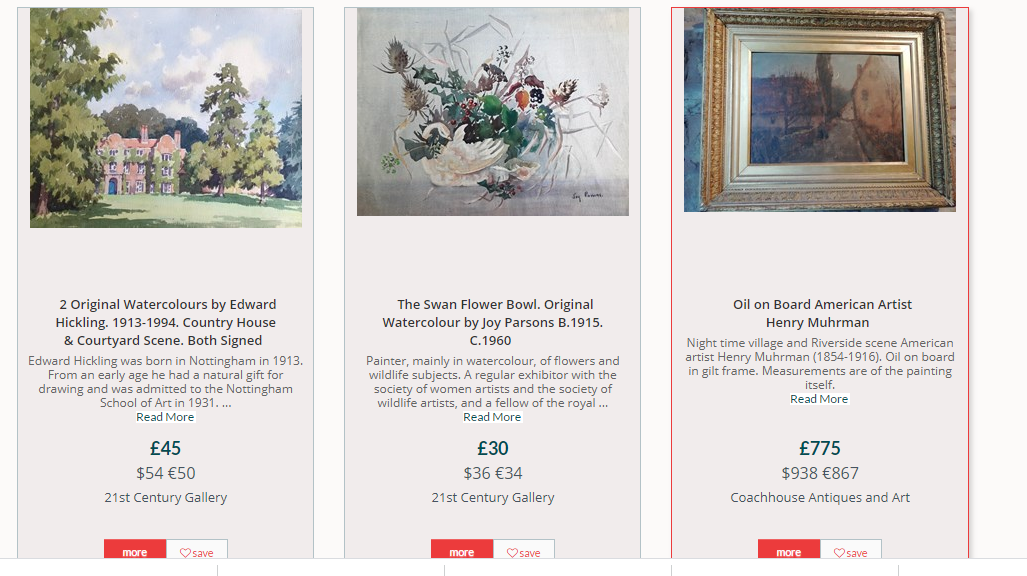 Joy Parsons
2 Original Watercolours by Edward
Hickling. 1913-1994. Country House
& Courtyard Scene. Both Signed
Edward Hickling was born in Nottingham in 1913.
From an early age he had a natural gift for
drawing and was admitted to the Nottingham
School of Art in 1931. ...
Read More
£45
$54 €50
21st Century Gallery
more
save
The Swan Flower Bowl. Original
Watercolour by Joy Parsons B.1915.
C.1960
Painter, mainly in watercolour, of flowers and
wildlife subjects. A regular exhibitor with the
society of women artists and the society of
wildlife artists, and a fellow of the royal ...
Read More
£30
$36 €34
21st Century Gallery
more
save
Oil on Board American Artist
Henry Muhrman
Night time village and Riverside scene American
artist Henry Muhrman (1854-1916). Oil on board
in gilt frame. Measurements are of the painting
itself.
Read More
£775
$938 €867
Coachhouse Antiques and Art
more
save